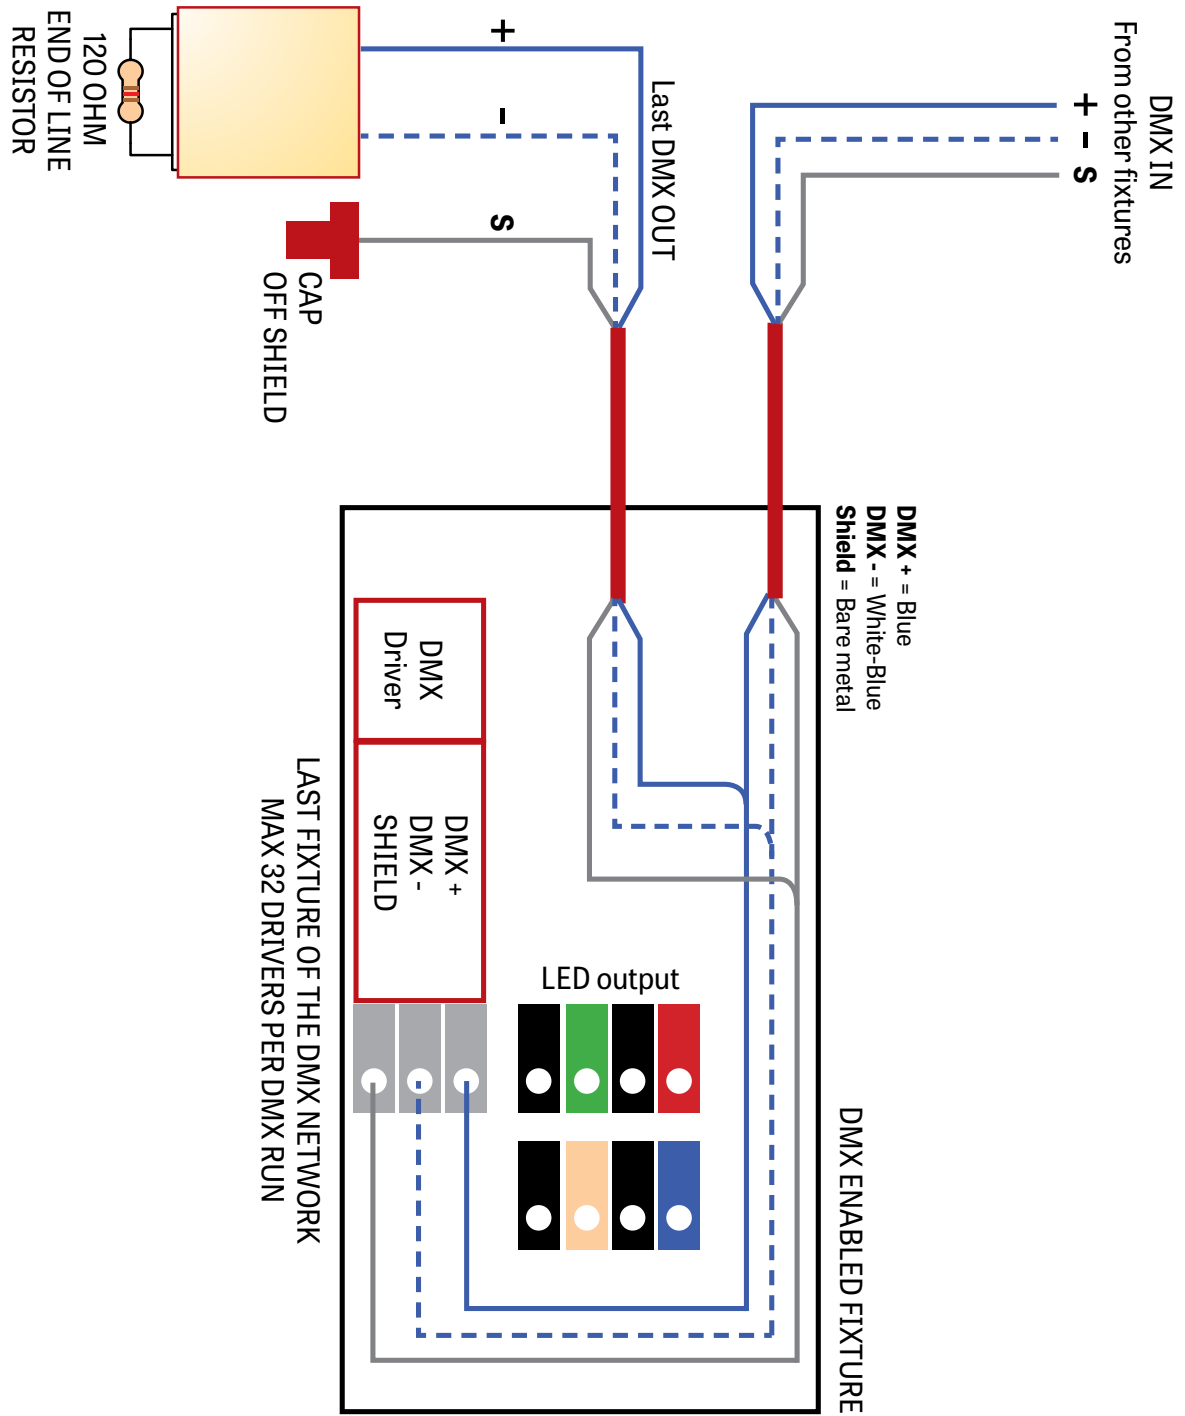 DMX IN
From other fixtures
+
-
S
Last DMX OUT
+
-
S
120 OHM
END OF LINE
RESISTOR
CAP
OFF SHIELD
DMX + = Blue
DMX - = White-Blue
Shield = Bare metal
DMX ENABLED FIXTURE
LED output
DMX
Driver
DMX +
DMX -
SHIELD
LAST FIXTURE OF THE DMX NETWORK
MAX 32 DRIVERS PER DMX RUN